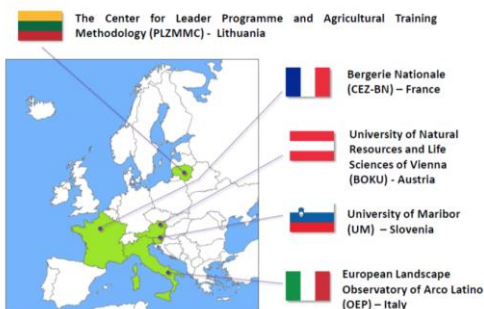 The Center for Leader Programme and Agricultural Training
Methodology (PLZMMC) - Lithuania
Bergerie Nationale
(CEZ-BN) – France
University of Natural
Resources and Life
Sciences of Vienna
(BOKU) - Austria
University of Maribor
(UM) – Slovenia
European Landscape
Observatory of Arco Latino
(OEP) – Italy